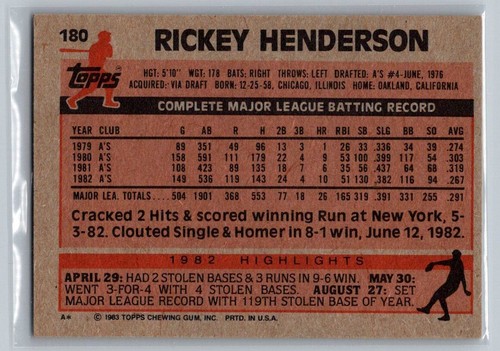 180 RICKEY HENDERSON
Topps
HGT: 5'10" WGT: 178 BATS: RIGHT THROWS: LEFT DRAFTED: A'S #4-JUNE, 1976
ACQUIRED: VIA DRAFT BORN: 12-25-58, CHICAGO, ILLINOIS HOME: OAKLAND, CALIFORNIA
COMPLETE MAJOR LEAGUE BATTING RECORD
YEAR CLUB G AB R H 2B 3B HR RBI SB SLG BB SO AVG
1979 A'S 89 351 49 96 13 3 1 26 33 .336 34 39 .274
1980 A'S 158 591 111 179 22 4 9 53 100 .399 117 54 .303
1981 A'S 108 423 89 135 18 7 6 35 56 .437 64 68 .319
1982 A'S 149 536 119 143 24 4 10 51 130 .382 116 94 .267
MAJOR LEA. TOTALS..... 504 1901 368 553 77 18 26 165 319 .391 331 255 .291
Cracked 2 Hits & scored winning Run at New York, 5-
3-82. Clouted Single & Homer in 8-1 win, June 12, 1982.
1982 HIGHLIGHTS
APRIL 29: HAD 2 STOLEN BASES & 3 RUNS IN 9-6 WIN. MAY 30:
WENT 3-FOR-4 WITH 4 STOLEN BASES. AUGUST 27: SET
MAJOR LEAGUE RECORD WITH 119TH STOLEN BASE OF YEAR.
A* © 1983 TOPPS CHEWING GUM, INC. PRTD. IN U.S.A.